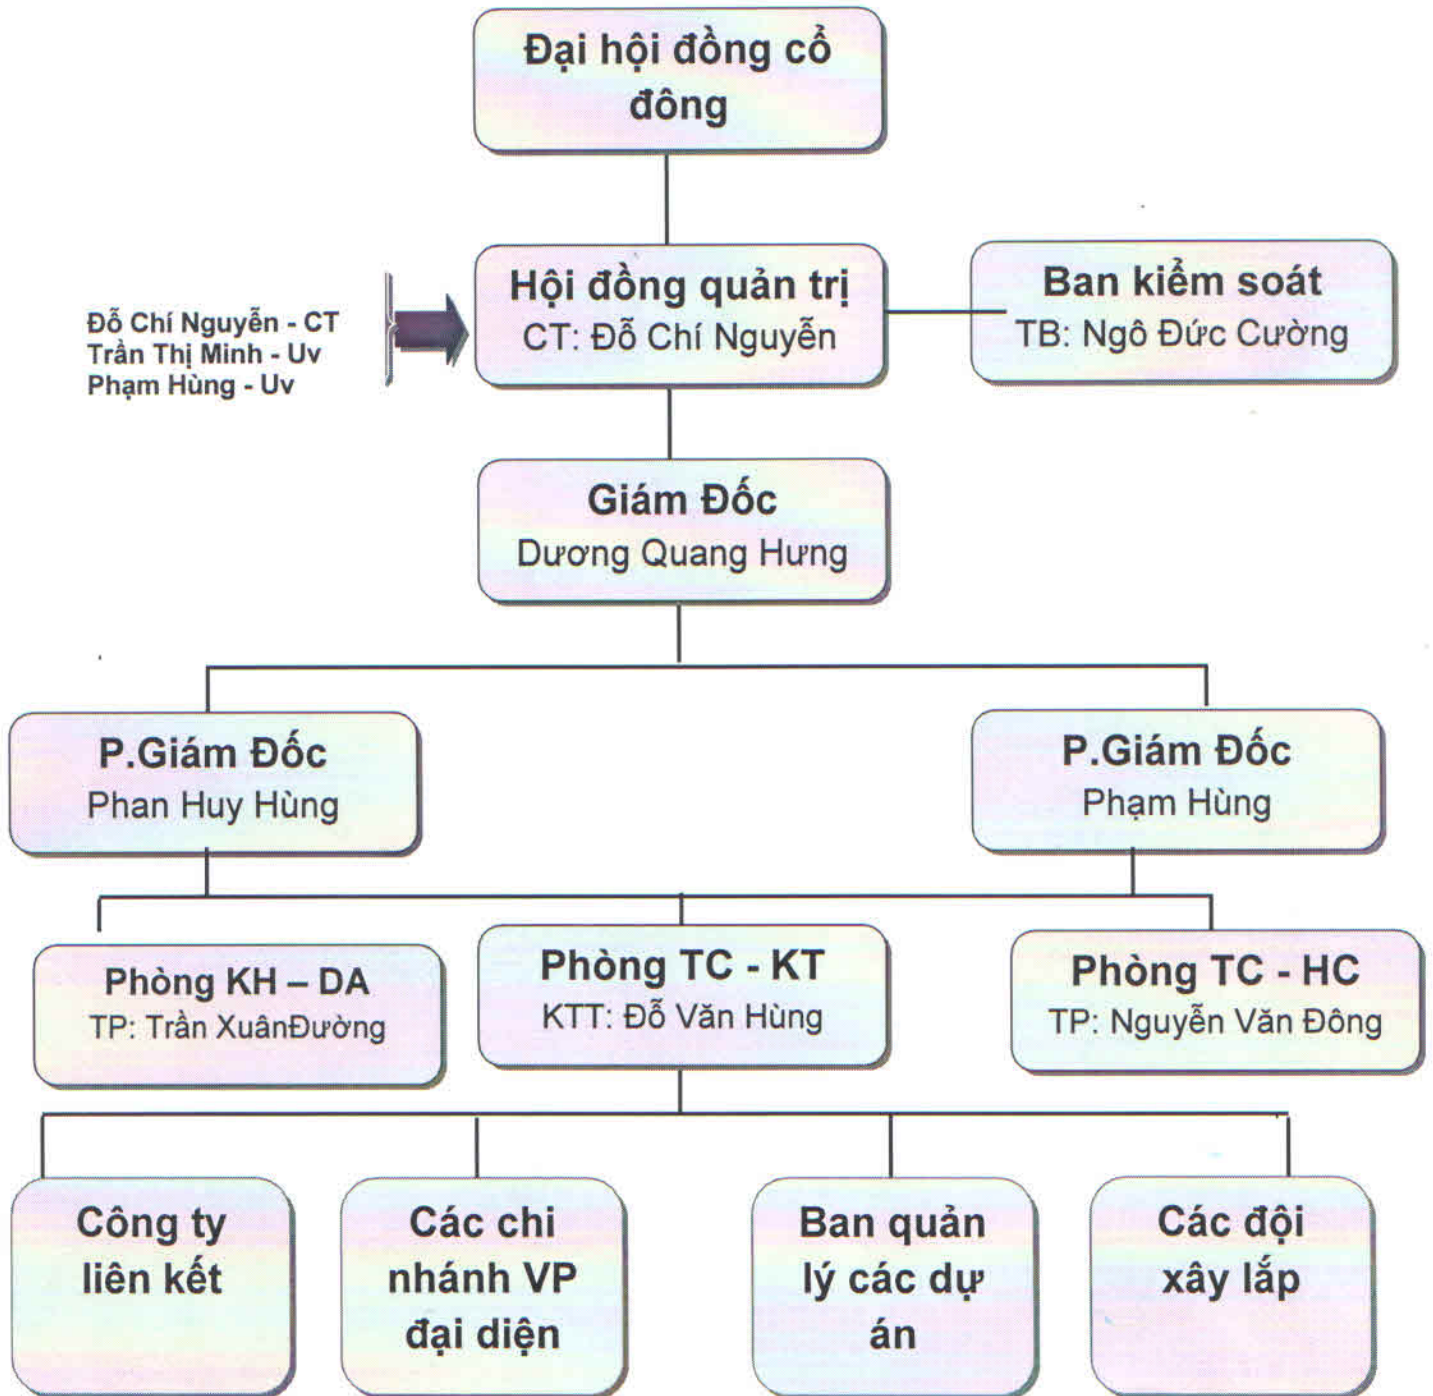 Đại hội đồng cổ
đông
Đỗ Chí Nguyễn - CT
Trần Thị Minh - Uv
Phạm Hùng - Uv
Hội đồng quản trị
CT: Đỗ Chí Nguyễn
Ban kiểm soát
TB: Ngô Đức Cường
Giám Đốc
Dương Quang Hưng
P.Giám Đốc
Phan Huy Hùng
P.Giám Đốc
Phạm Hùng
Phòng KH – DA
TP: Trần XuânĐường
Phòng TC - KT
KTT: Đỗ Văn Hùng
Phòng TC - HC
TP: Nguyễn Văn Đông
Công ty
liên kết
Các chi
nhánh VP
đại diện
Ban quản
lý các dự
án
Các đội
xây lắp